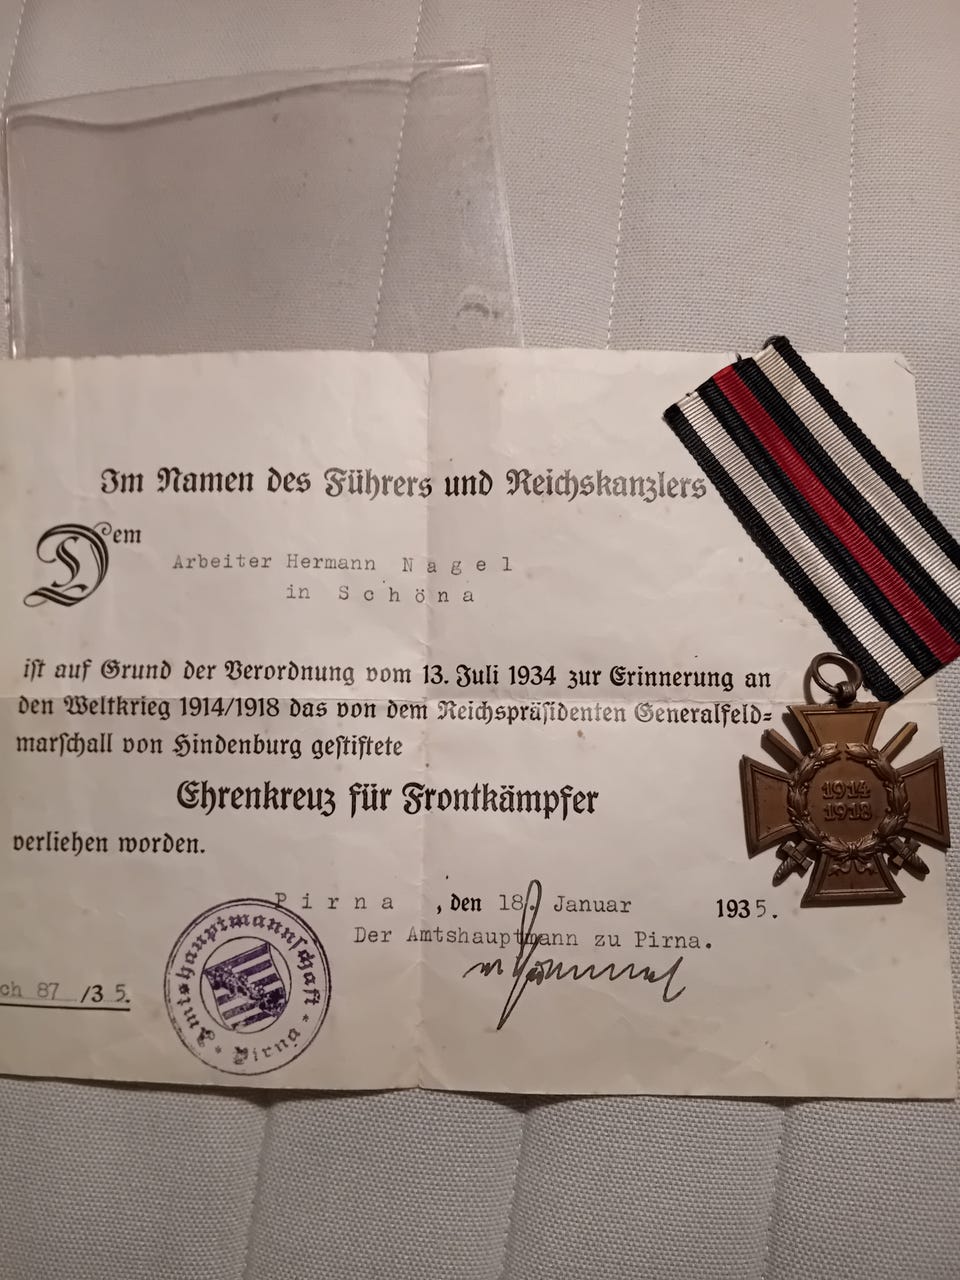 Im Namen des Führers und Reichskanzlers
Dem
Arbeiter Hermann Nagel
in Schöna
ist auf Grund der Verordnung vom 13. Juli 1934 zur Erinnerung an
den Weltkrieg 1914/1918 das von dem Reichspräsidenten Generalfeld=
marschall von Hindenburg gestiftete
Ehrenkreuz für Frontkämpfer
verliehen worden.
Pirna, den 18. Januar 1935.
Der Amtshauptmann zu Pirna.
ch 87 /35.
Amtshauptmannschaft
* Pirna *
1914
1918